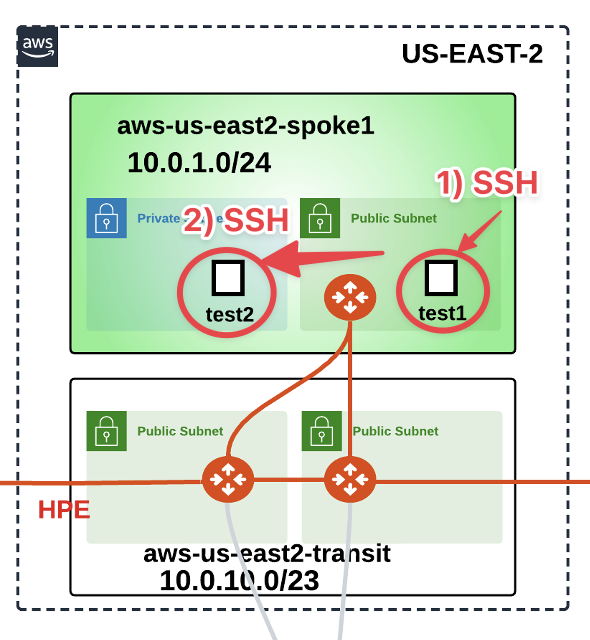 aws
US-EAST-2
aws-us-east2-spoke1
10.0.1.0/24
1) SSH
Private
2) SSH
Public Subnet
test2
test1
Public Subnet
Public Subnet
HPE
aws-us-east2-transit
10.0.10.0/23